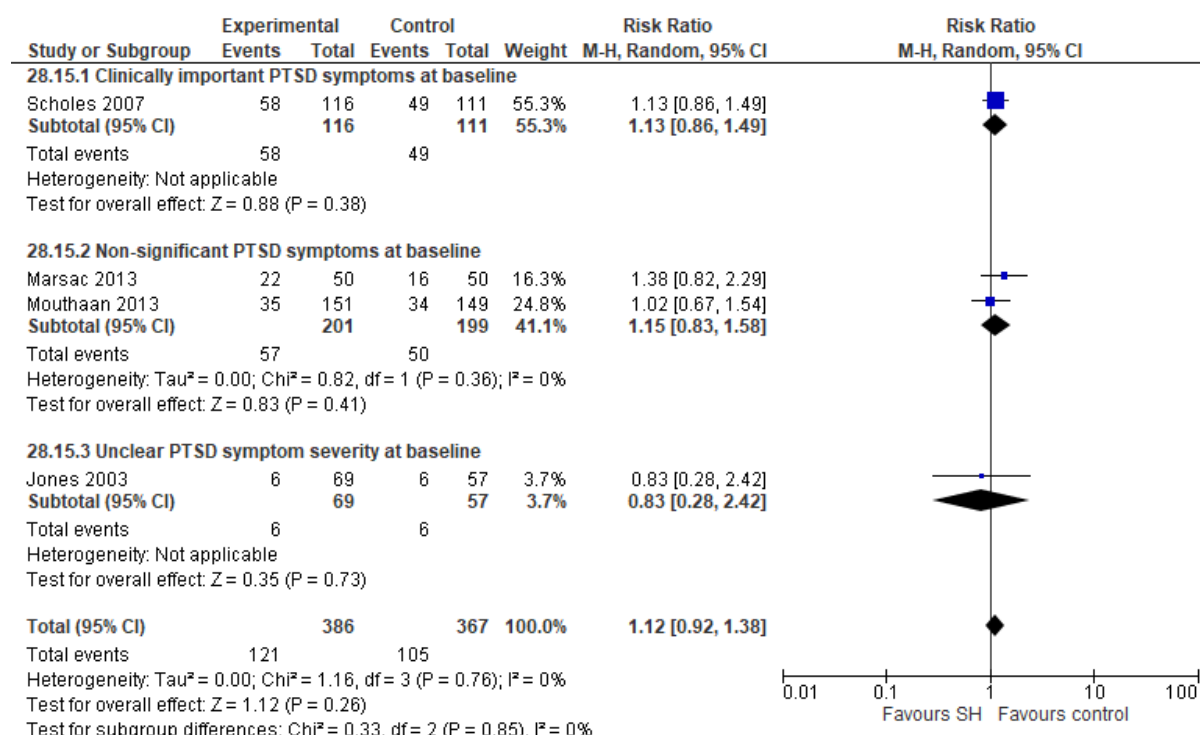 Experimental Control Risk Ratio Risk Ratio
Study or Subgroup Events Total Events Total Weight M-H, Random, 95% CI M-H, Random, 95% CI
28.15.1 Clinically important PTSD symptoms at baseline
Scholes 2007 58 116 49 111 55.3% 1.13 [0.86, 1.49]
Subtotal (95% CI) 116 111 55.3% 1.13 [0.86, 1.49]
Total events 58 49
Heterogeneity: Not applicable
Test for overall effect: Z = 0.88 (P = 0.38)
28.15.2 Non-significant PTSD symptoms at baseline
Marsac 2013 22 50 16 50 16.3% 1.38 [0.82, 2.29]
Mouthaan 2013 35 151 34 149 24.8% 1.02 [0.67, 1.54]
Subtotal (95% CI) 201 199 41.1% 1.15 [0.83, 1.58]
Total events 57 50
Heterogeneity: Tau² = 0.00; Chi² = 0.82, df = 1 (P = 0.36); I² = 0%
Test for overall effect: Z = 0.83 (P = 0.41)
28.15.3 Unclear PTSD symptom severity at baseline
Jones 2003 6 69 6 57 3.7% 0.83 [0.28, 2.42]
Subtotal (95% CI) 69 57 3.7% 0.83 [0.28, 2.42]
Total events 6 6
Heterogeneity: Not applicable
Test for overall effect: Z = 0.35 (P = 0.73)
Total (95% CI) 386 367 100.0% 1.12 [0.92, 1.38]
Total events 121 105
Heterogeneity: Tau² = 0.00; Chi² = 1.16, df = 3 (P = 0.76); I² = 0%
Test for overall effect: Z = 1.12 (P = 0.26)
Test for subgroup differences: Chi² = 0.33, df = 2 (P = 0.85), I² = 0%
0.01 0.1 1 10 100
Favours SH Favours control